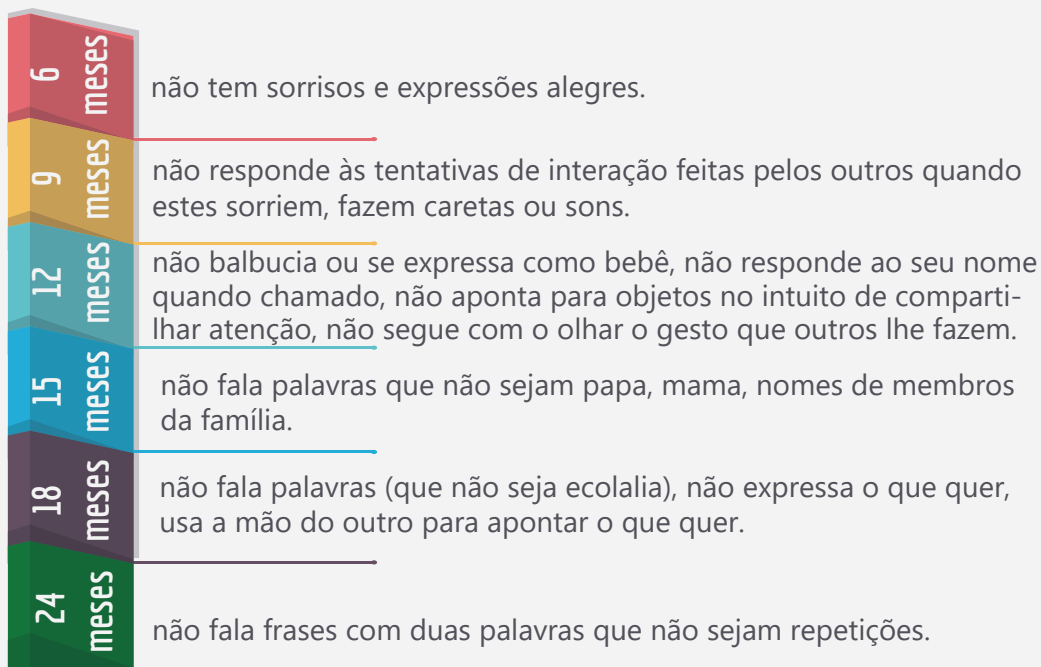 6
meses
não tem sorrisos e expressões alegres.
9
meses
não responde às tentativas de interação feitas pelos outros quando
estes sorriem, fazem caretas ou sons.
12
meses
não balbucia ou se expressa como bebê, não responde ao seu nome
quando chamado, não aponta para objetos no intuito de comparti-
lhar atenção, não segue com o olhar o gesto que outros lhe fazem.
15
meses
não fala palavras que não sejam papa, mama, nomes de membros
da família.
18
meses
não fala palavras (que não seja ecolalia), não expressa o que quer,
usa a mão do outro para apontar o que quer.
24
meses
não fala frases com duas palavras que não sejam repetições.